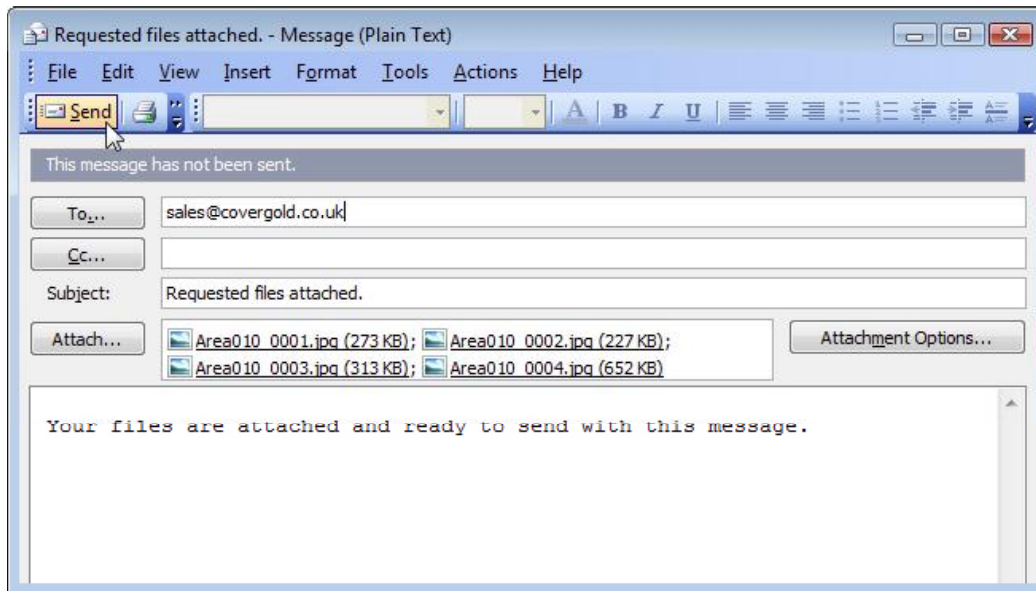 Requested files attached. - Message (Plain Text)
File Edit View Insert Format Tools Actions Help
Send A B I U
This message has not been sent.
To... sales@covergold.co.uk
Cc...
Subject: Requested files attached.
Attach... Area010_0001.jpg (273 KB); Area010_0002.jpg (227 KB); Attachment Options...
Area010_0003.jpg (313 KB); Area010_0004.jpg (652 KB)
Your files are attached and ready to send with this message.